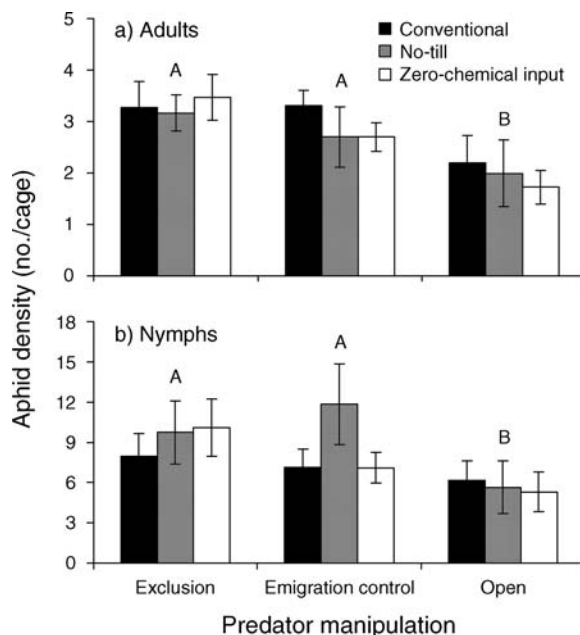 a) Adults
Conventional
No-till
Zero-chemical input
5
4
3
2
1
0
A
A
B
Aphid density (no./cage)
b) Nymphs
18
15
12
9
6
3
0
A
A
B
Exclusion
Emigration control
Open
Predator manipulation